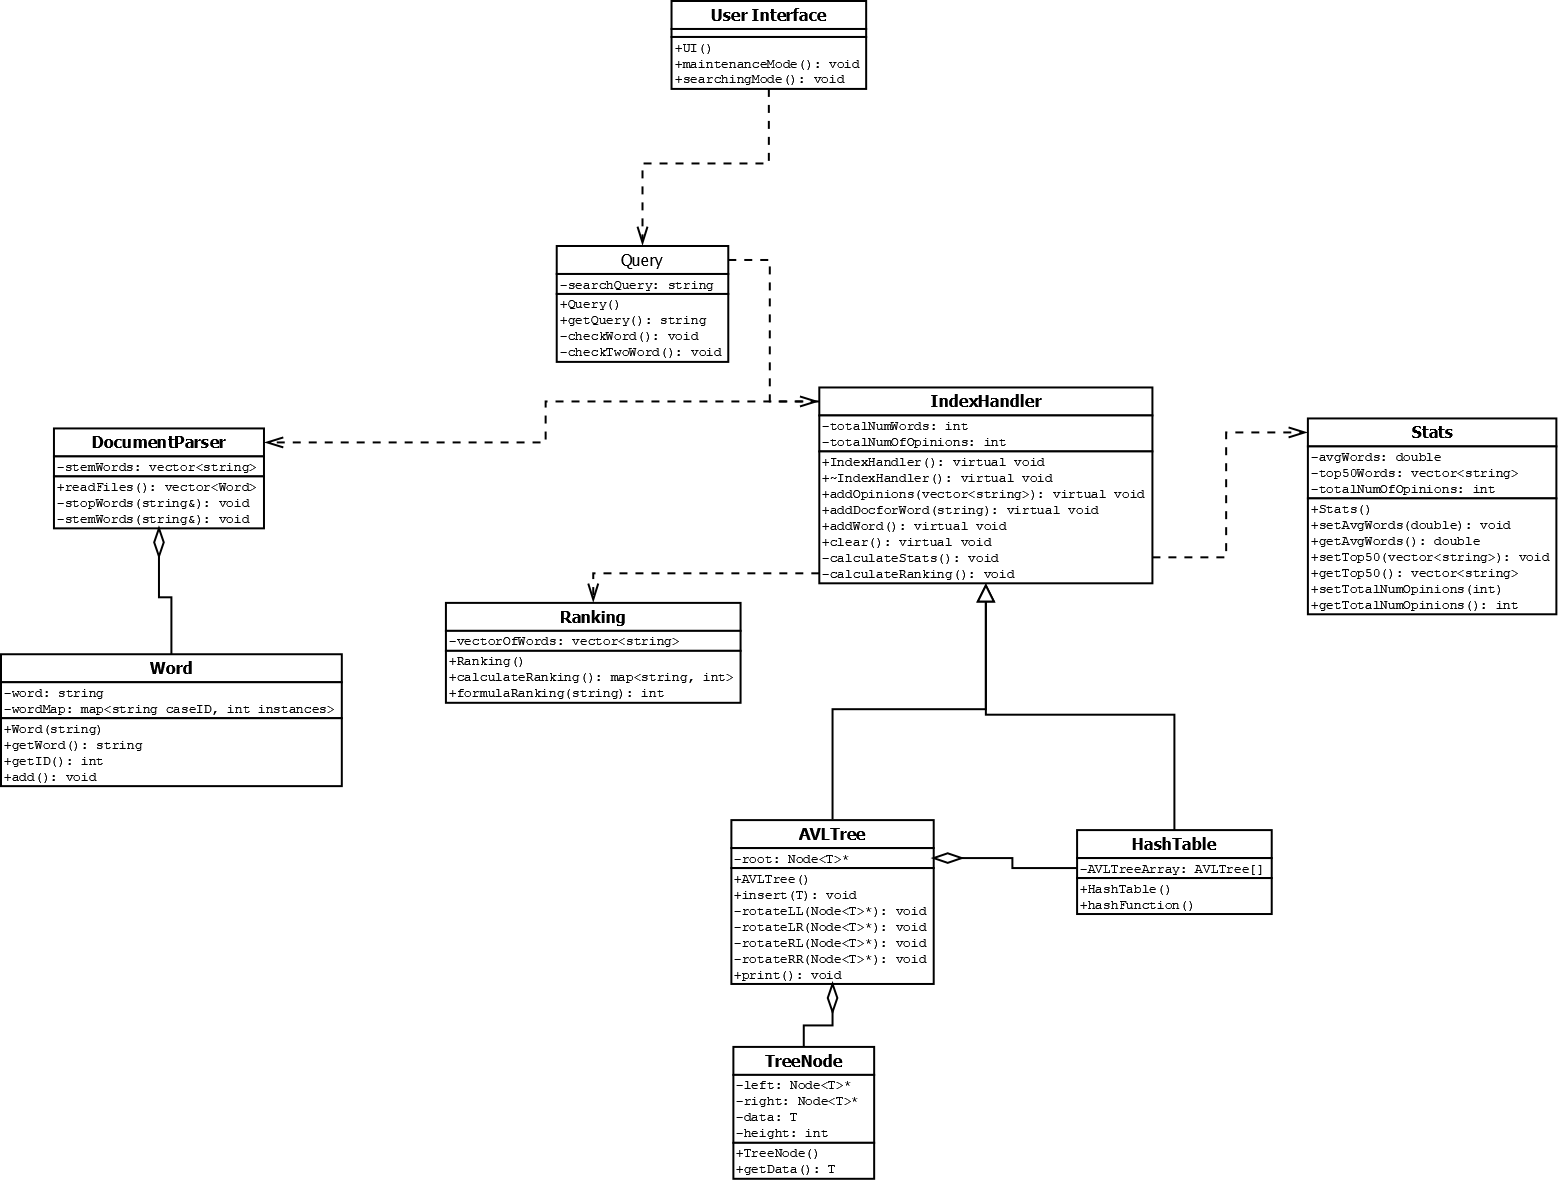 User Interface
+UI()
+maintenanceMode(): void
+searchingMode(): void
Query
-searchQuery: string
+Query()
+getQuery(): string
-checkWord(): void
-checkTwoWord(): void
IndexHandler
-totalNumWords: int
-totalNumOfOpinions: int
+IndexHandler(): virtual void
+~IndexHandler(): virtual void
+addOpinions(vector<string>): virtual void
+addDocforWord(string): virtual void
+addWord(): virtual void
+clear(): virtual void
-calculateStats(): void
-calculateRanking(): void
Stats
-avgWords: double
-top50Words: vector<string>
-totalNumOfOpinions: int
+Stats()
+setAvgWords(double): void
+getAvgWords(): double
+setTop50(vector<string>): void
+getTop50(): vector<string>
+setTotalNumOpinions(int)
+getTotalNumOpinions(): int
DocumentParser
-stemWords: vector<string>
+readFiles(): vector<Word>
-stopWords(string&): void
-stemWords(string&): void
Ranking
-vectorOfWords: vector<string>
+Ranking()
+calculateRanking(): map<string, int>
+formulaRanking(string): int
Word
-word: string
-wordMap: map<string caseID, int instances>
+Word(string)
+getWord(): string
+getID(): int
+add(): void
AVLTree
-root: Node<T>*
+AVLTree()
+insert(T): void
-rotateLL(Node<T>*): void
-rotateLR(Node<T>*): void
-rotateRL(Node<T>*): void
-rotateRR(Node<T>*): void
+print(): void
HashTable
-AVLTreeArray: AVLTree[]
+HashTable()
+hashFunction()
TreeNode
-left: Node<T>*
-right: Node<T>*
-data: T
-height: int
+TreeNode()
+getData(): T